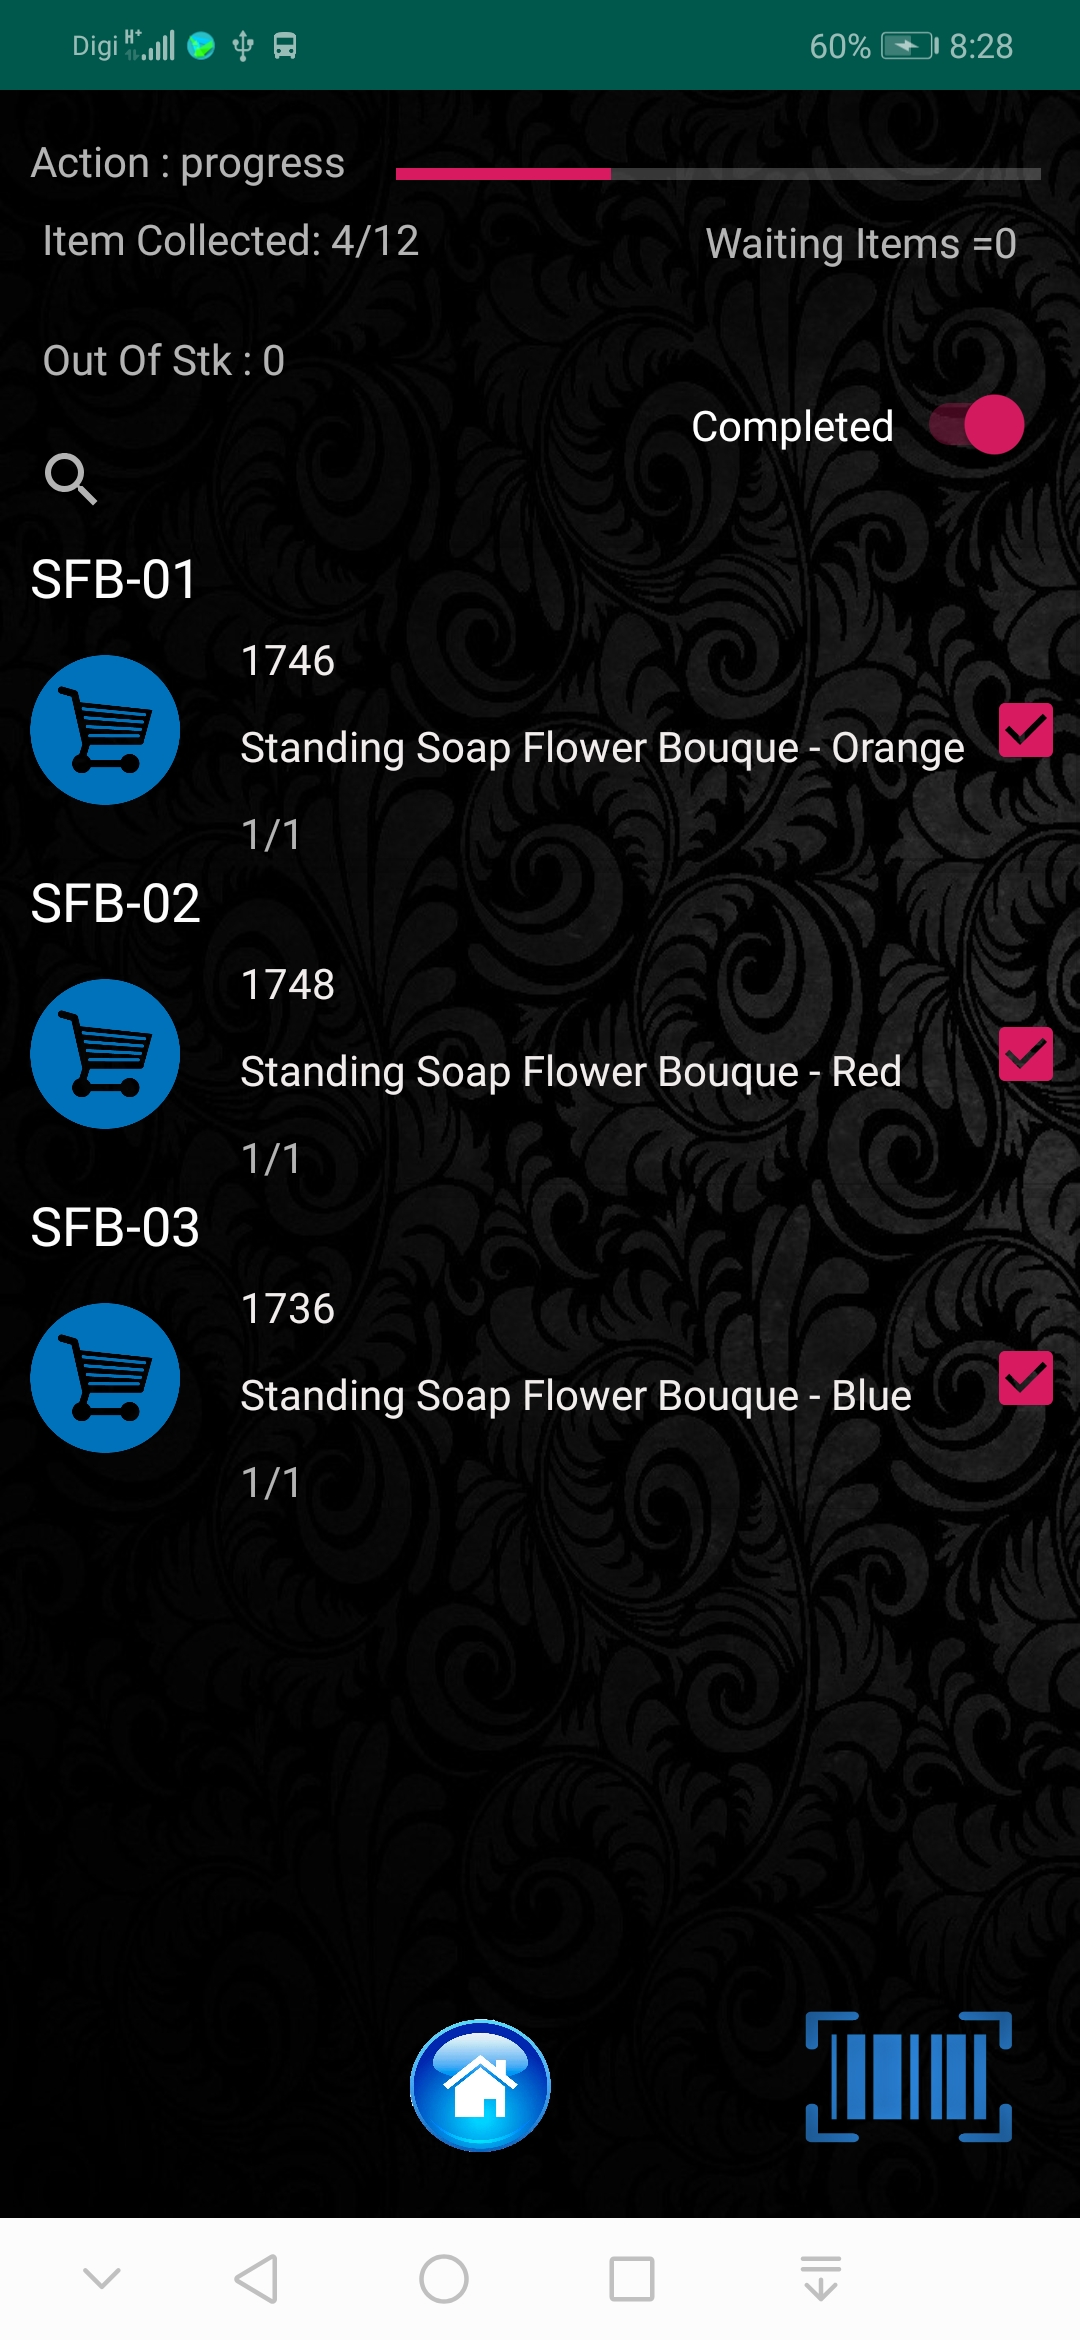 Digi H+ 60% 8:28
Action : progress
Item Collected: 4/12
Waiting Items =0
Out Of Stk : 0
Completed
SFB-01
1746
Standing Soap Flower Bouque - Orange
1/1
SFB-02
1748
Standing Soap Flower Bouque - Red
1/1
SFB-03
1736
Standing Soap Flower Bouque - Blue
1/1